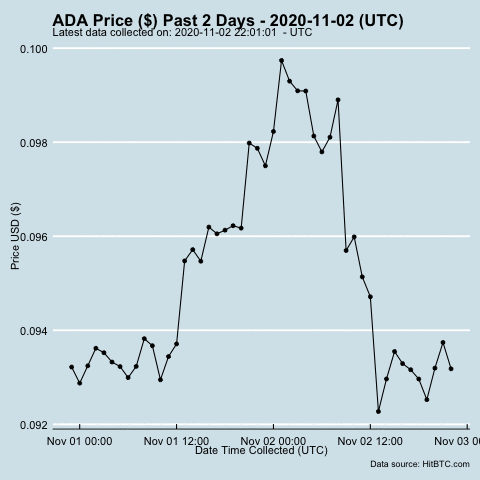 ADA Price ($) Past 2 Days - 2020-11-02 (UTC)
Latest data collected on: 2020-11-02 22:01:01 - UTC
0.100
0.098
0.096
0.094
0.092
Price USD ($)
Nov 01 00:00 Nov 01 12:00 Nov 02 00:00 Nov 02 12:00 Nov 03 0
Date Time Collected (UTC)
Data source: HitBTC.com